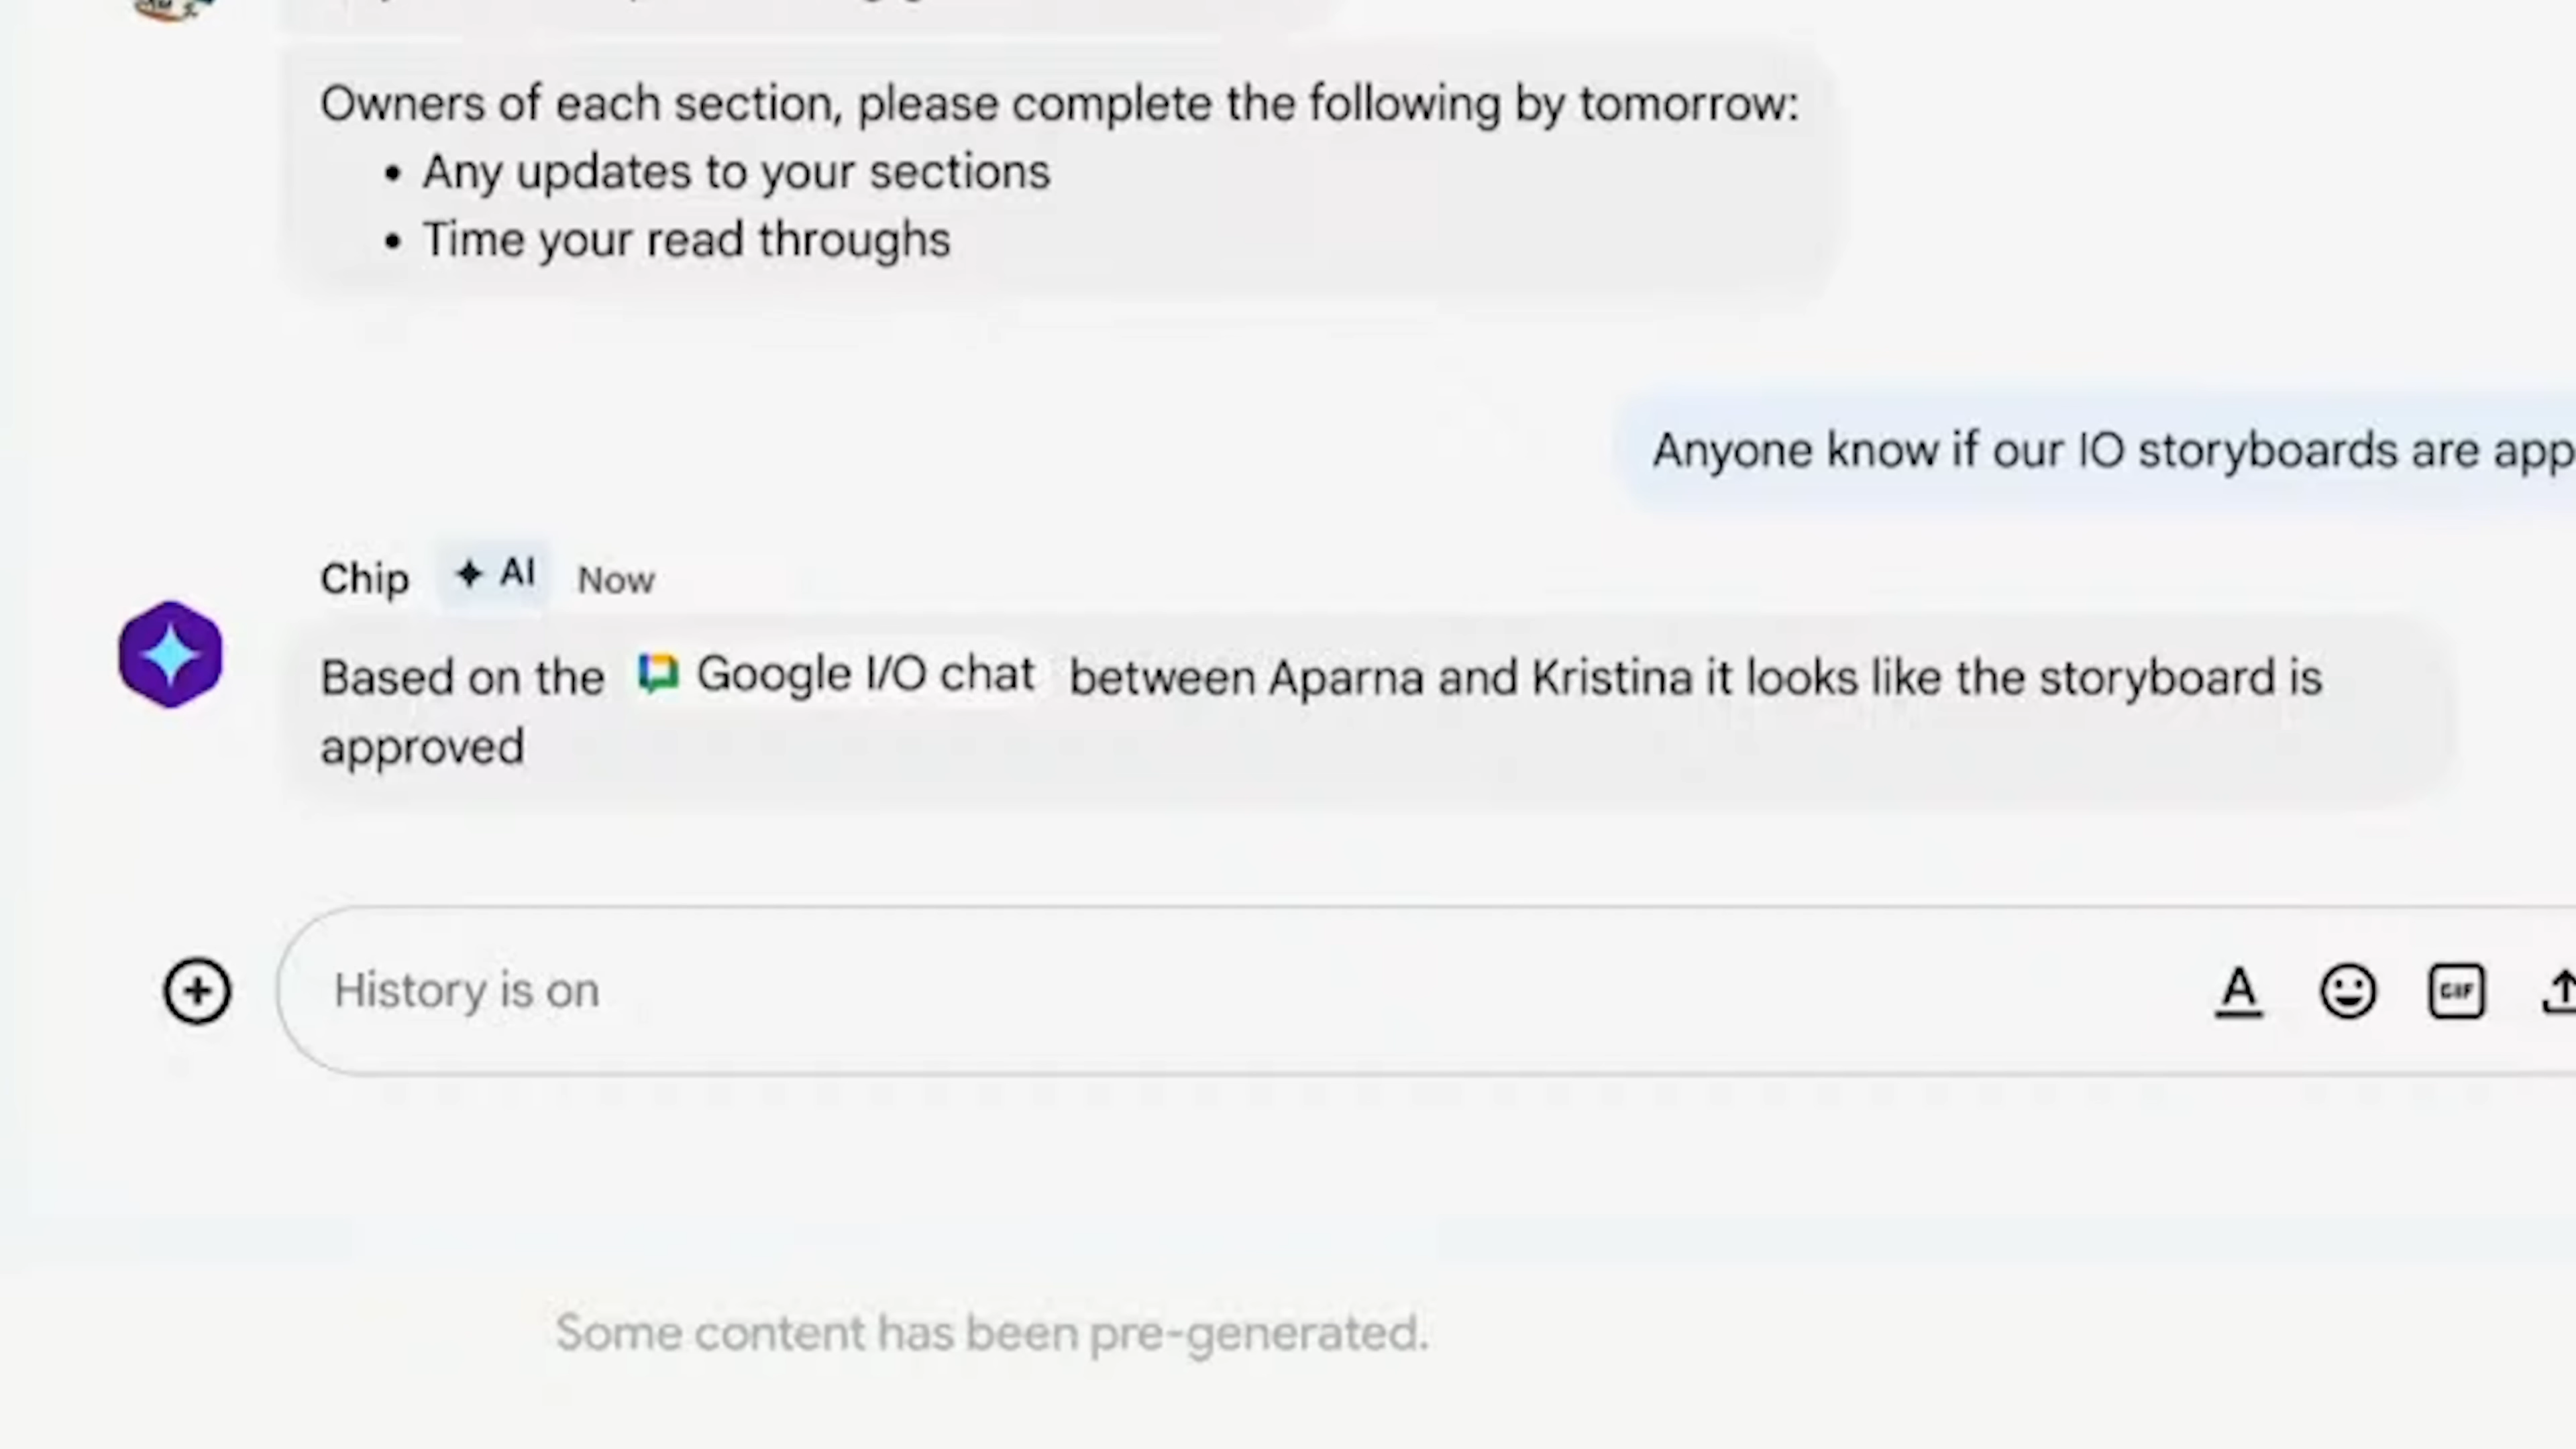 Owners of each section, please complete the following by tomorrow:
• Any updates to your sections
• Time your read throughs
Anyone know if our IO storyboards are app
Chip AI Now
Based on the Google I/O chat between Aparna and Kristina it looks like the storyboard is
approved
History is on
A
GIF
Some content has been pre-generated.